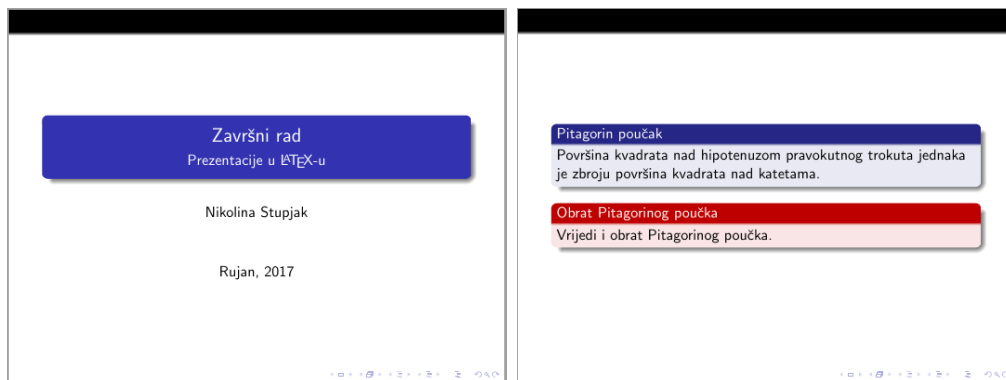 Završni rad
Prezentacije u LATEX-u
Nikolina Stupjak
Rujan, 2017
Pitagorin poučak
Površina kvadrata nad hipotenuzom pravokutnog trokuta jednaka
je zbroju površina kvadrata nad katetama.
Obrat Pitagorinog poučka
Vrijedi i obrat Pitagorinog poučka.